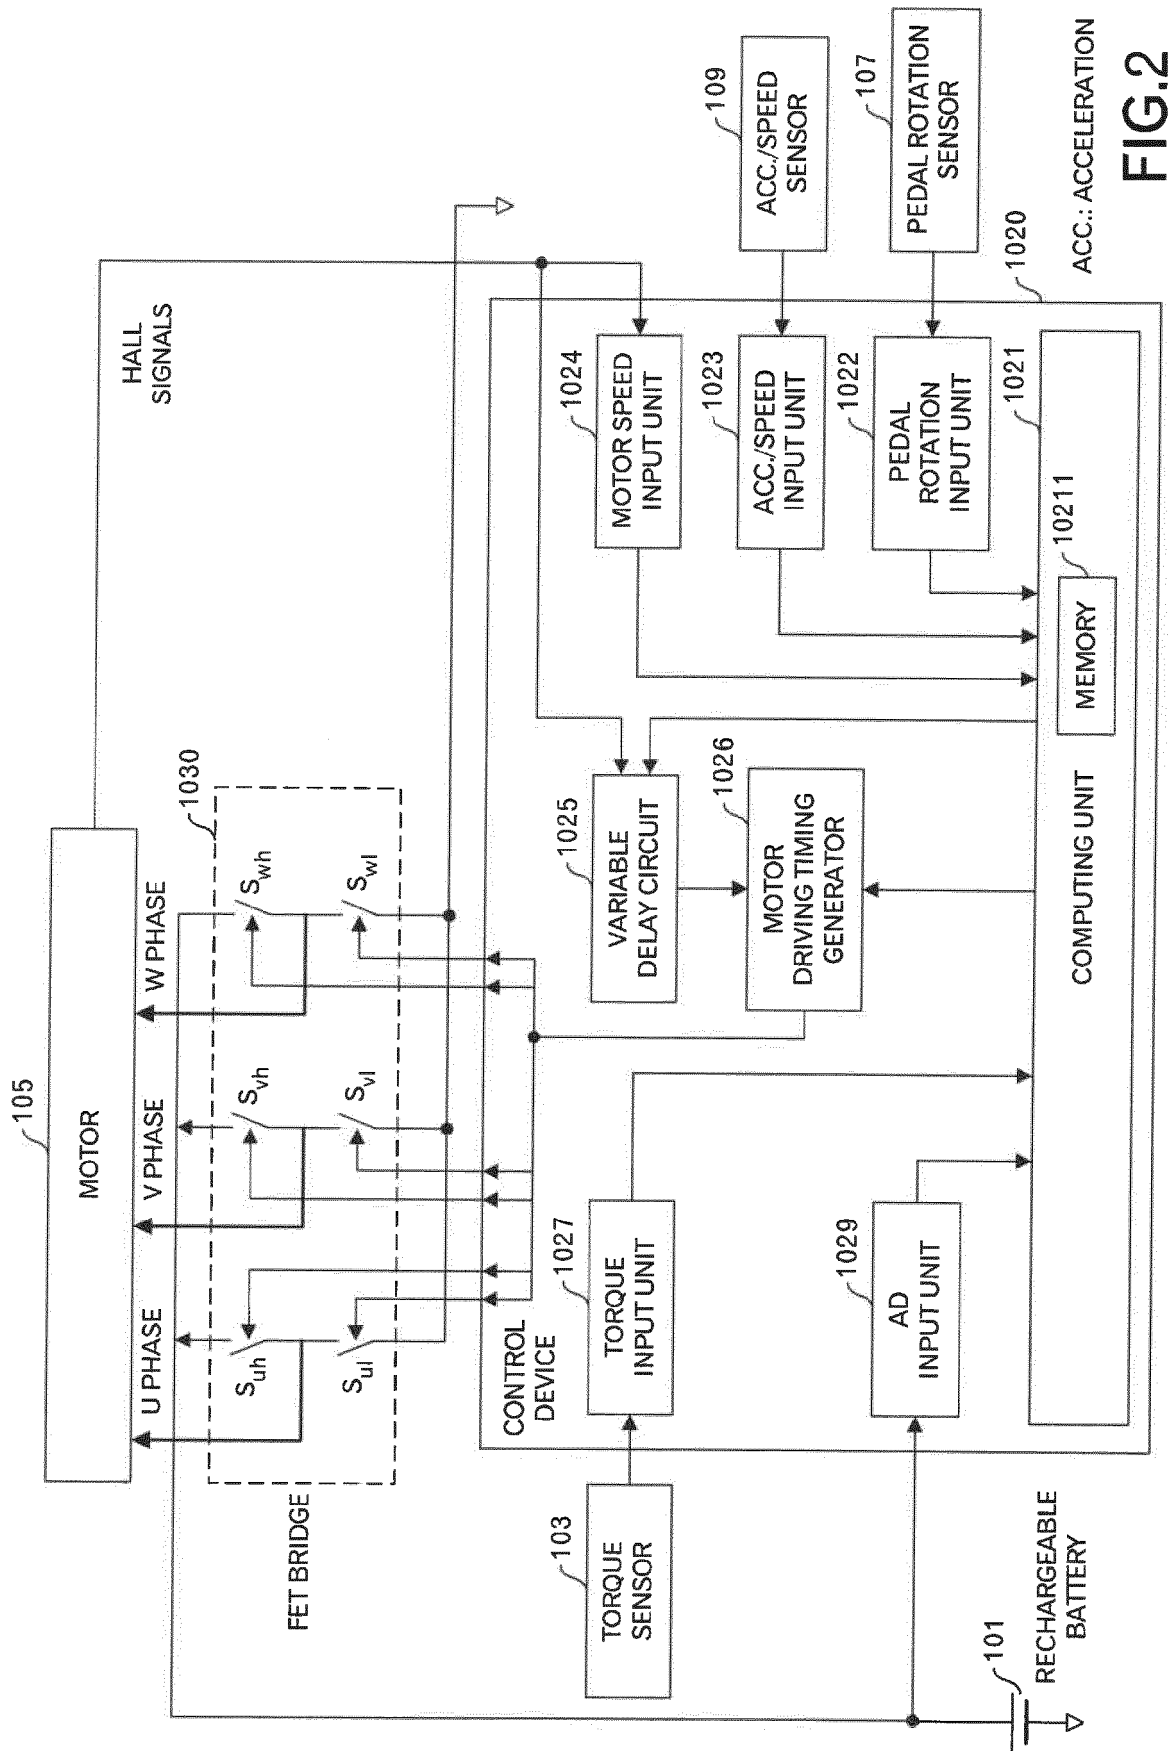 105
MOTOR
HALL
SIGNALS
U PHASE
V PHASE
W PHASE
1030
FET BRIDGE
Suh
Svh
Swh
Sul
Svl
Swl
CONTROL
DEVICE
103
TORQUE
SENSOR
1027
TORQUE
INPUT UNIT
1025
VARIABLE
DELAY CIRCUIT
1024
MOTOR SPEED
INPUT UNIT
1026
MOTOR
DRIVING TIMING
GENERATOR
1023
ACC./SPEED
INPUT UNIT
109
ACC./SPEED
SENSOR
1029
AD
INPUT UNIT
1022
PEDAL
ROTATION
INPUT UNIT
107
PEDAL ROTATION
SENSOR
1020
1021
COMPUTING UNIT
10211
MEMORY
101
RECHARGEABLE
BATTERY
ACC.: ACCELERATION
FIG.2